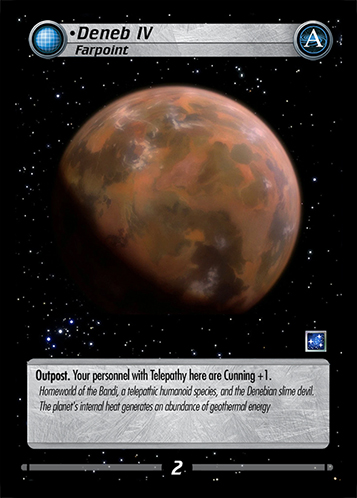 •Deneb IV
A
Farpoint
Outpost. Your personnel with Telepathy here are Cunning +1.
Homeworld of the Bandi, a telepathic humanoid species, and the Denebian slime devil.
The planet's internal heat generates an abundance of geothermal energy
2